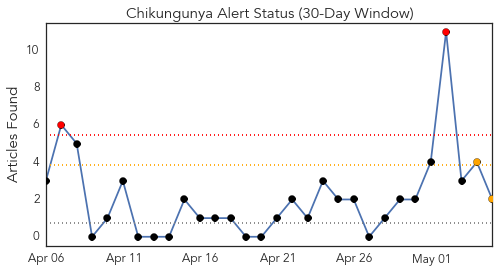 Chikungunya Alert Status (30-Day Window)
Articles Found
10
8
6
4
2
0
Apr 06 Apr 11 Apr 16 Apr 21 Apr 26 May 01